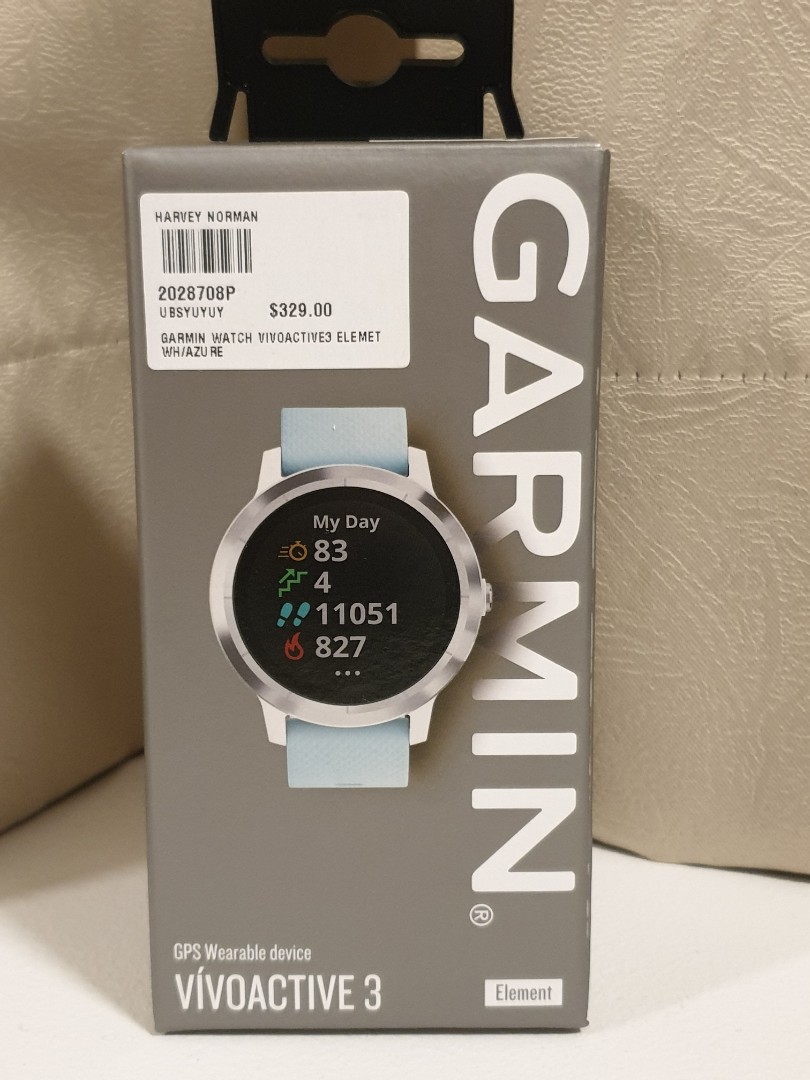 HARVEY NORMAN
2028708P
UBSYUYUY $329.00
GARMIN WATCH VIVOACTIVE3 ELEMET
WH/AZURE
GARMIN®
My Day
83
4
11051
827
...
GPS Wearable device
VÍVOACTIVE 3
Element